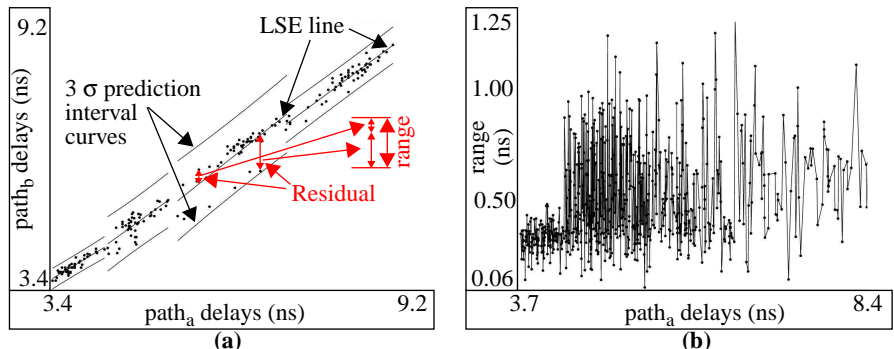 9.2
path_b delays (ns)
3.4
3.4
9.2
path_a delays (ns)
(a)
LSE line
3 σ prediction
interval
curves
range
Residual
1.25
1.00
range
(ns)
0.50
0.06
3.7
8.4
path_a delays (ns)
(b)